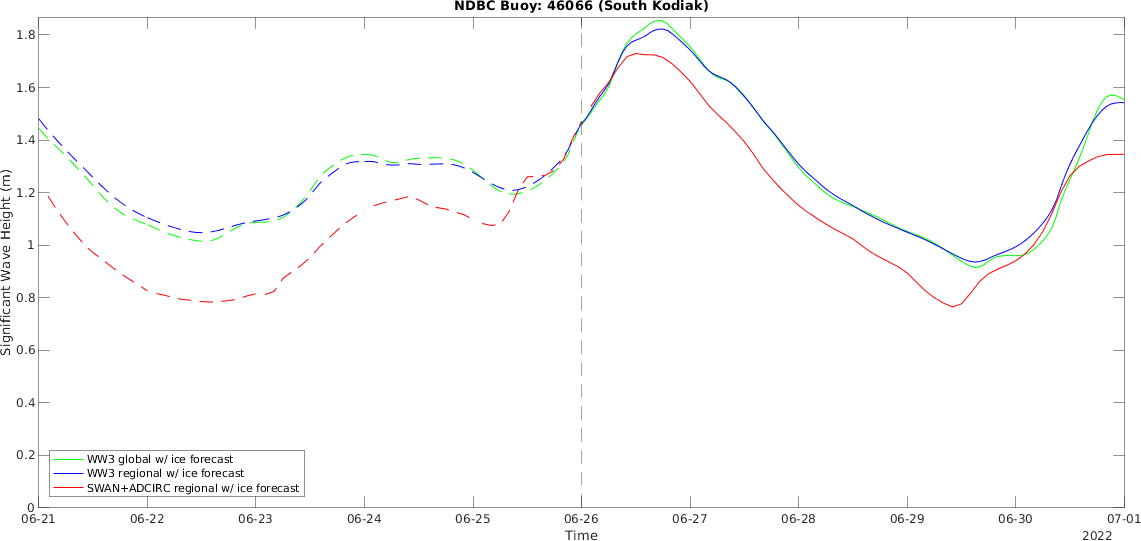 NDBC Buoy: 46066 (South Kodiak)
Significant Wave Height (m)
1.8
1.6
1.4
1.2
1
0.8
0.6
0.4
0.2
0
WW3 global w/ ice forecast
WW3 regional w/ ice forecast
SWAN+ADCIRC regional w/ ice forecast
06-21 06-22 06-23 06-24 06-25 06-26 06-27 06-28 06-29 06-30 07-01
Time
2022